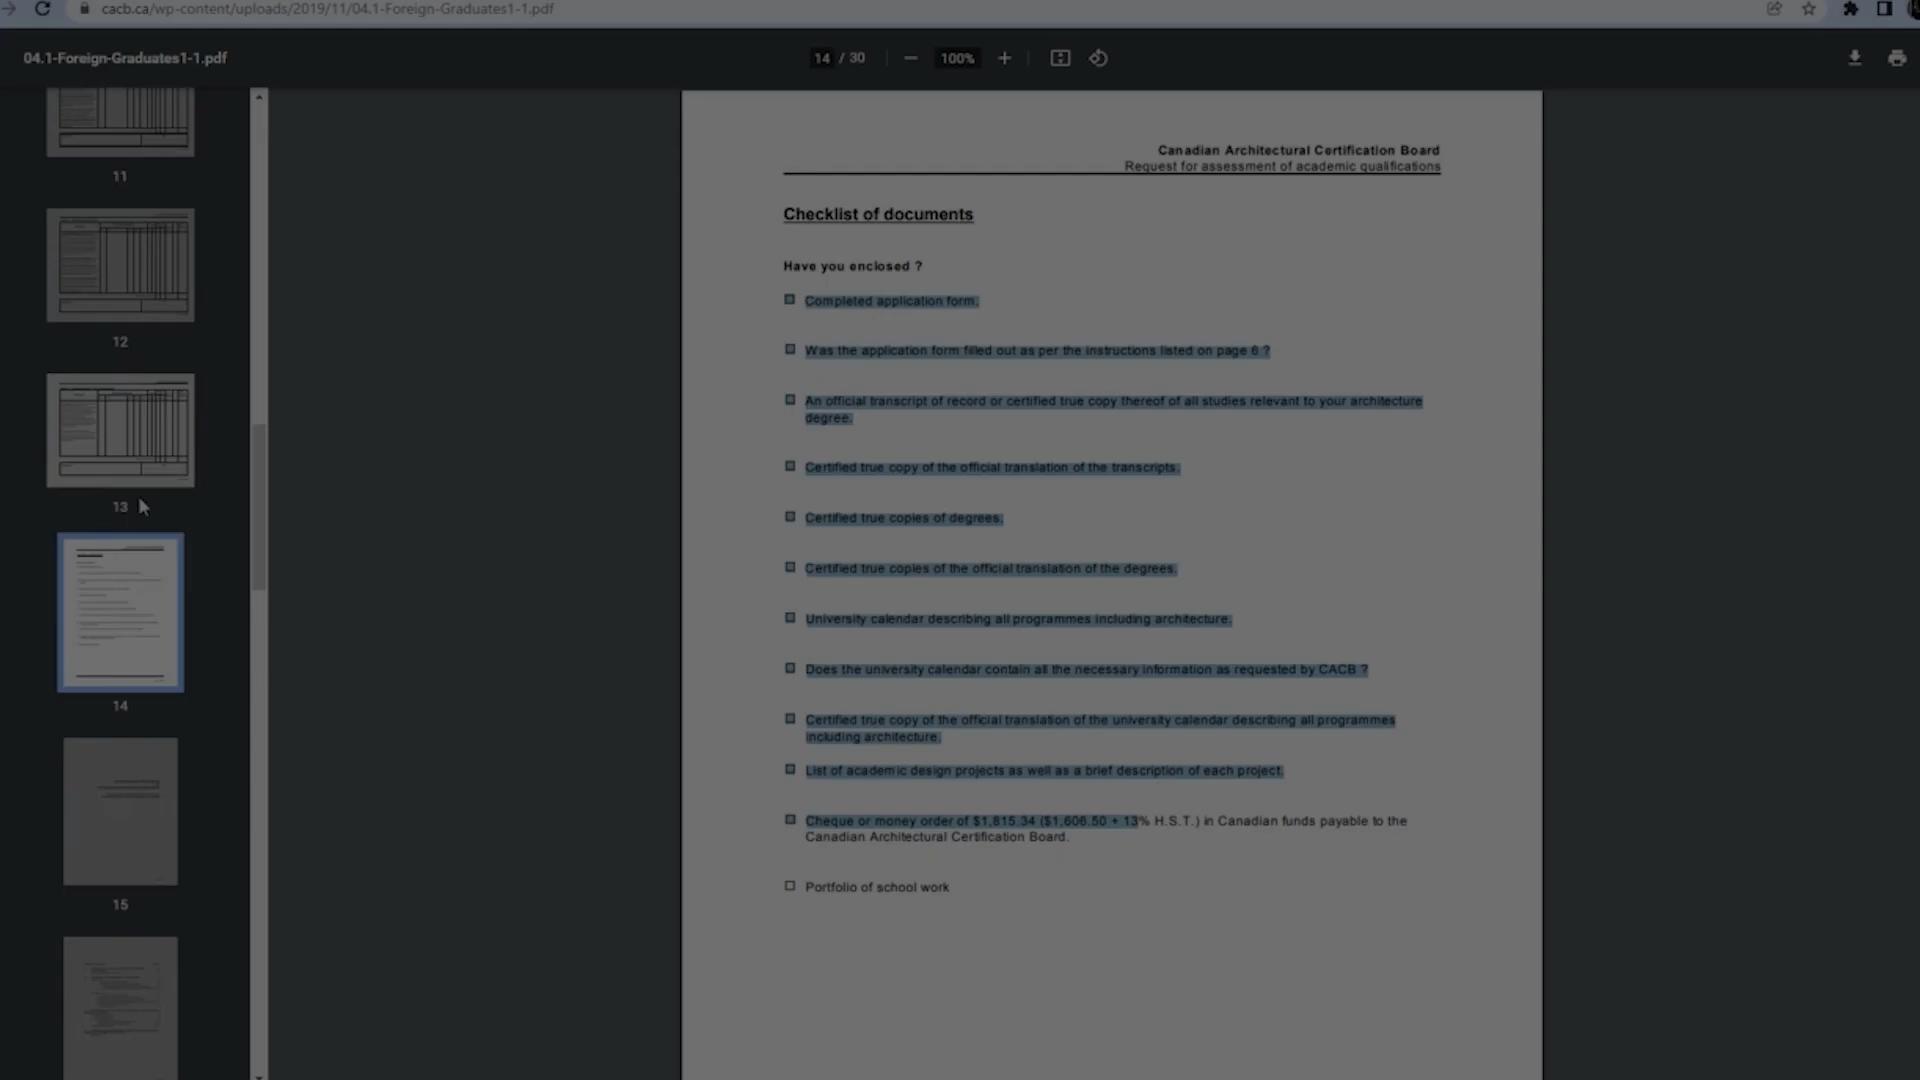 cacb.ca/wp-content/uploads/2019/11/04.1-Foreign-Graduates1-1.pdf
04.1-Foreign-Graduates1-1.pdf
14 / 30
100%
11
12
13
14
15
Canadian Architectural Certification Board
Request for assessment of academic qualifications
Checklist of documents
Have you enclosed ?
Completed application form.
Was the application form filled out as per the instructions listed on page 6 ?
An official transcript of record or certified true copy thereof of all studies relevant to your architecture
degree.
Certified true copy of the official translation of the transcripts.
Certified true copies of degrees.
Certified true copies of the official translation of the degrees.
University calendar describing all programmes including architecture.
Does the university calendar contain all the necessary information as requested by CACB ?
Certified true copy of the official translation of the university calendar describing all programmes
including architecture.
List of academic design projects as well as a brief description of each project.
Cheque or money order of $1,815.34 ($1,606.50 + 13% H.S.T.) in Canadian funds payable to the
Canadian Architectural Certification Board.
Portfolio of school work